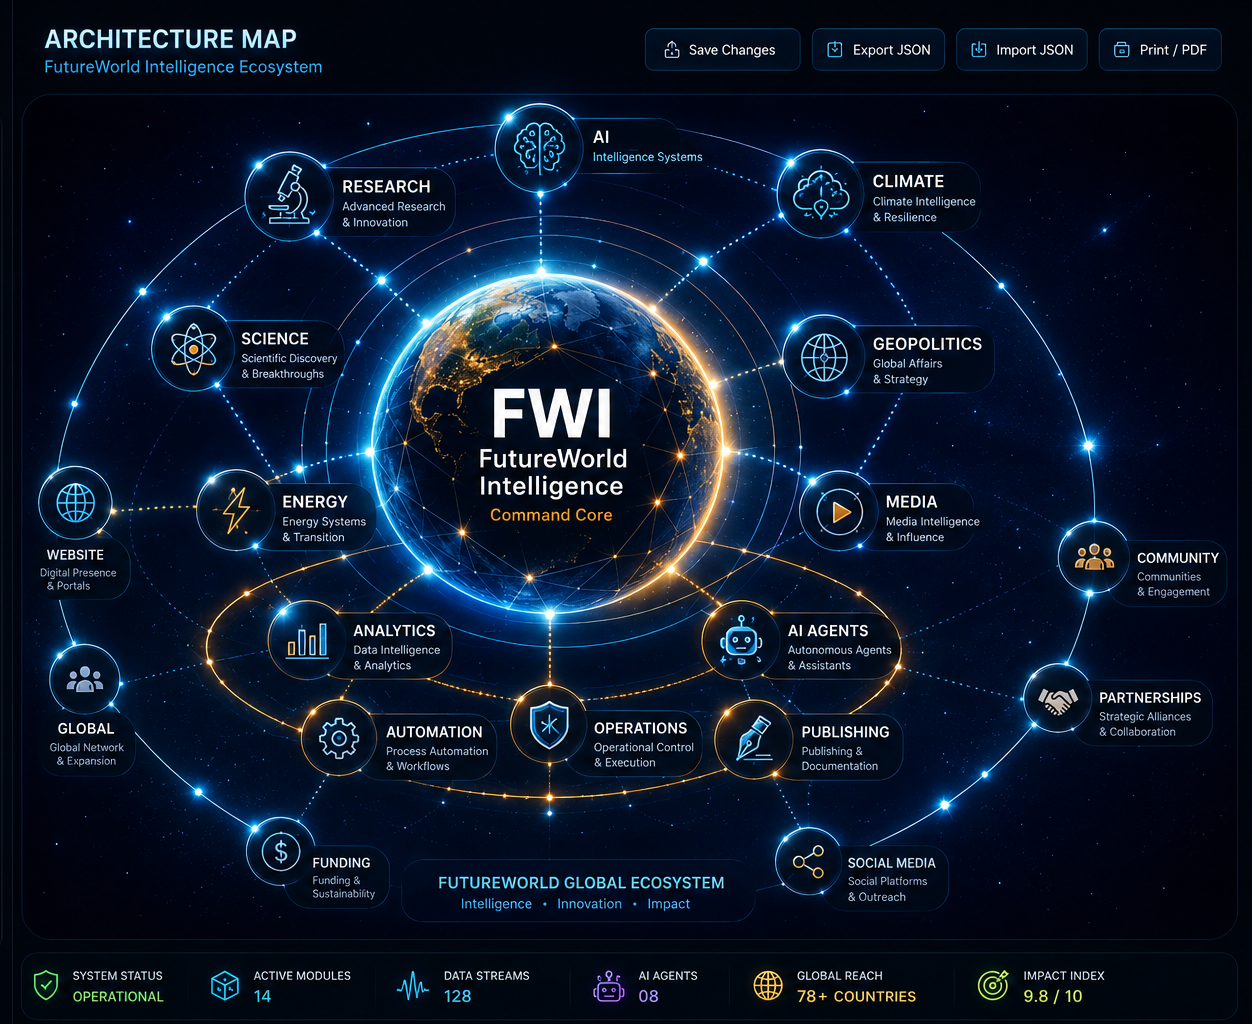 ARCHITECTURE MAP
FutureWorld Intelligence Ecosystem
Save Changes
Export JSON
Import JSON
Print / PDF
AI
Intelligence Systems
RESEARCH
Advanced Research
& Innovation
CLIMATE
Climate Intelligence
& Resilience
SCIENCE
Scientific Discovery
& Breakthroughs
GEOPOLITICS
Global Affairs
& Strategy
FWI
FutureWorld
Intelligence
Command Core
ENERGY
Energy Systems
& Transition
MEDIA
Media Intelligence
& Influence
WEBSITE
Digital Presence
& Portals
COMMUNITY
Communities
& Engagement
ANALYTICS
Data Intelligence
& Analytics
AI AGENTS
Autonomous Agents
& Assistants
GLOBAL
Global Network
& Expansion
PARTNERSHIPS
Strategic Alliances
& Collaboration
AUTOMATION
Process Automation
& Workflows
OPERATIONS
Operational Control
& Execution
PUBLISHING
Publishing &
Documentation
$
FUNDING
Funding &
Sustainability
SOCIAL MEDIA
Social Platforms
& Outreach
FUTUREWORLD GLOBAL ECOSYSTEM
Intelligence • Innovation • Impact
SYSTEM STATUS
OPERATIONAL
ACTIVE MODULES
14
DATA STREAMS
128
AI AGENTS
08
GLOBAL REACH
78+ COUNTRIES
IMPACT INDEX
9.8 / 10